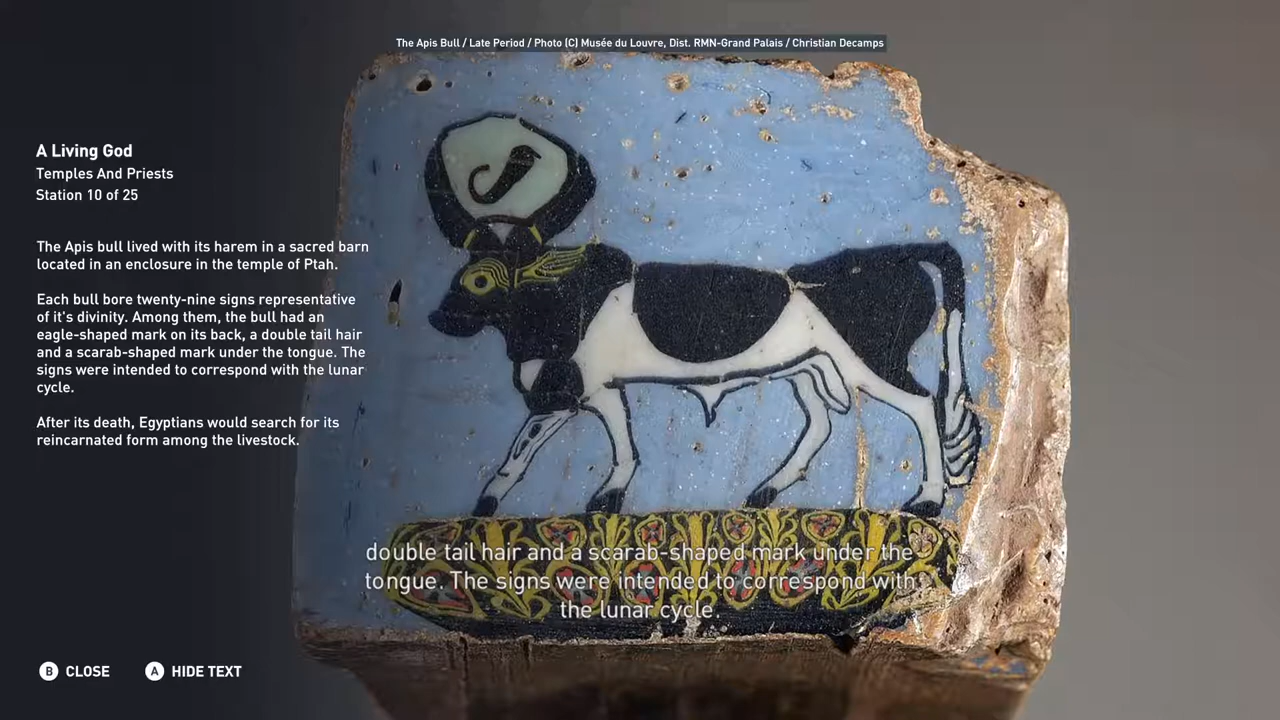 The Apis Bull / Late Period / Photo (C) Musée du Louvre, Dist. RMN-Grand Palais / Christian Decamps
A Living God
Temples And Priests
Station 10 of 25
The Apis bull lived with its harem in a sacred barn
located in an enclosure in the temple of Ptah.
Each bull bore twenty-nine signs representative
of it's divinity. Among them, the bull had an
eagle-shaped mark on its back, a double tail hair
and a scarab-shaped mark under the tongue. The
signs were intended to correspond with the lunar
cycle.
After its death, Egyptians would search for its
reincarnated form among the livestock.
double tail hair and a scarab-shaped mark under the
tongue. The signs were intended to correspond with
the lunar cycle.
B CLOSE A HIDE TEXT